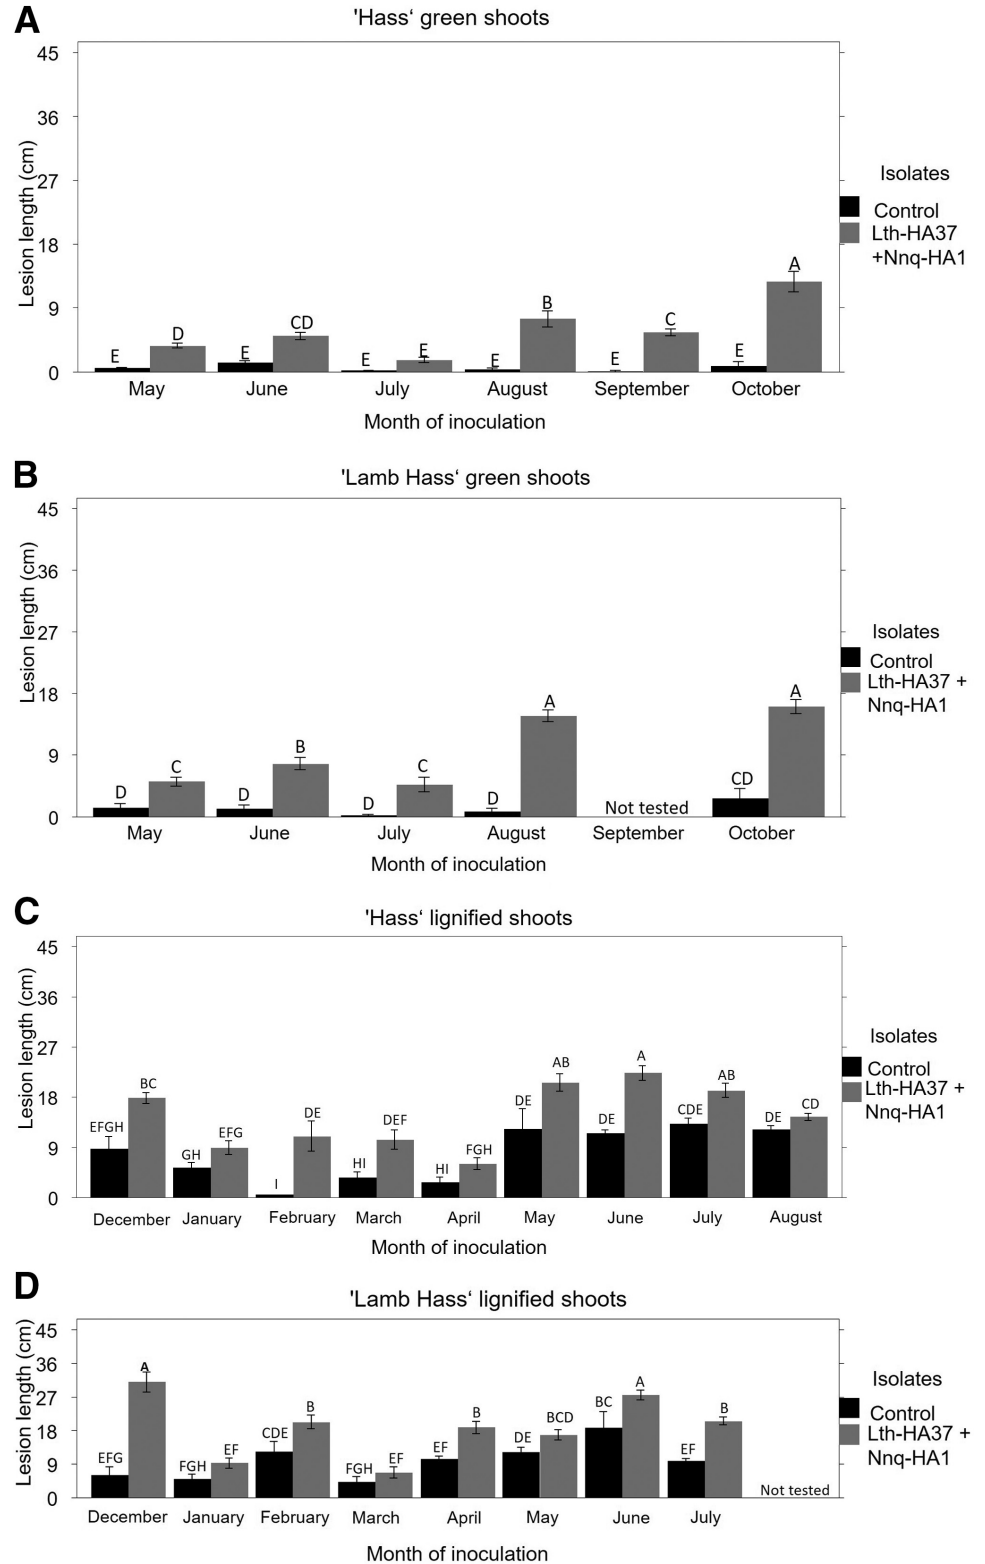 A
'Hass‘ green shoots
45
36
27
18
9
0
Lesion length (cm)
E D E CD E E E B E C E A
May June July August September October
Month of inoculation
Isolates
Control
Lth-HA37
+Nnq-HA1
B
'Lamb Hass‘ green shoots
45
36
27
18
9
0
Lesion length (cm)
D C D B D C D A Not tested CD A
May June July August September October
Month of inoculation
Isolates
Control
Lth-HA37 +
Nnq-HA1
C
'Hass‘ lignified shoots
45
36
27
18
9
0
Lesion length (cm)
EFGH BC GH EFG I DE HI DEF HI FGH DE AB DE A CDE AB DE CD
December January February March April May June July August
Month of inoculation
Isolates
Control
Lth-HA37 +
Nnq-HA1
D
'Lamb Hass‘ lignified shoots
45
36
27
18
9
0
Lesion length (cm)
EFG A FGH EF CDE B FGH EF EF B DE BCD BC A EF B Not tested
December January February March April May June July
Month of inoculation
Isolates
Control
Lth-HA37 +
Nnq-HA1